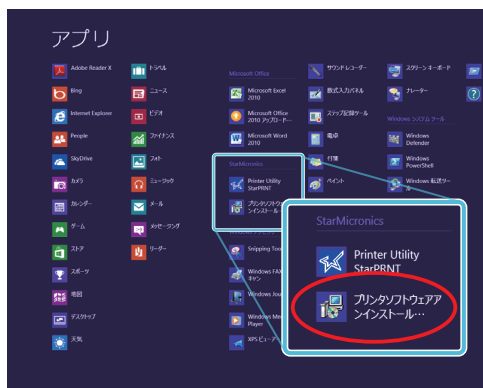 アプリ
Adobe Reader X
Bing
Internet Explorer
People
SkyDrive
カメラ
カレンダー
ゲーム
ストア
スポーツ
地図
デスクトップ
天気
トラベル
ニュース
ビデオ
ファイナンス
フォト
ミュージック
メール
メッセージング
リーダー
Microsoft Office
Microsoft Excel
2010
Microsoft Office
2010 アップロード…
Microsoft Word
2010
StarMicronics
Printer Utility
StarPRNT
プリンタソフトウェ
ンインストール…
Snipping Too
Windows FAX
キャン
Windows Jou
Windows Med
Player
XPS ビューア
サウンド レコーダー
数式入力パネル
ステップ記録ツール
電卓
付箋
ペイント
スクリーン キーボード
ナレーター
Windows システム ツール
Windows
Defender
Windows
PowerShell
Windows 転送ツー
ル
StarMicronics
Printer Utility
StarPRNT
プリンタソフトウェアア
ンインストール…